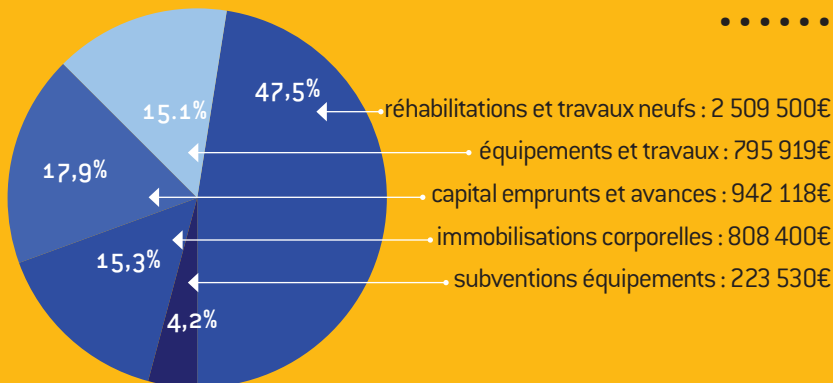 47,5%
réhabilitations et travaux neufs : 2 509 500€
15.1%
équipements et travaux : 795 919€
17,9%
capital emprunts et avances : 942 118€
immobilisations corporelles : 808 400€
15,3%
subventions équipements : 223 530€
4,2%